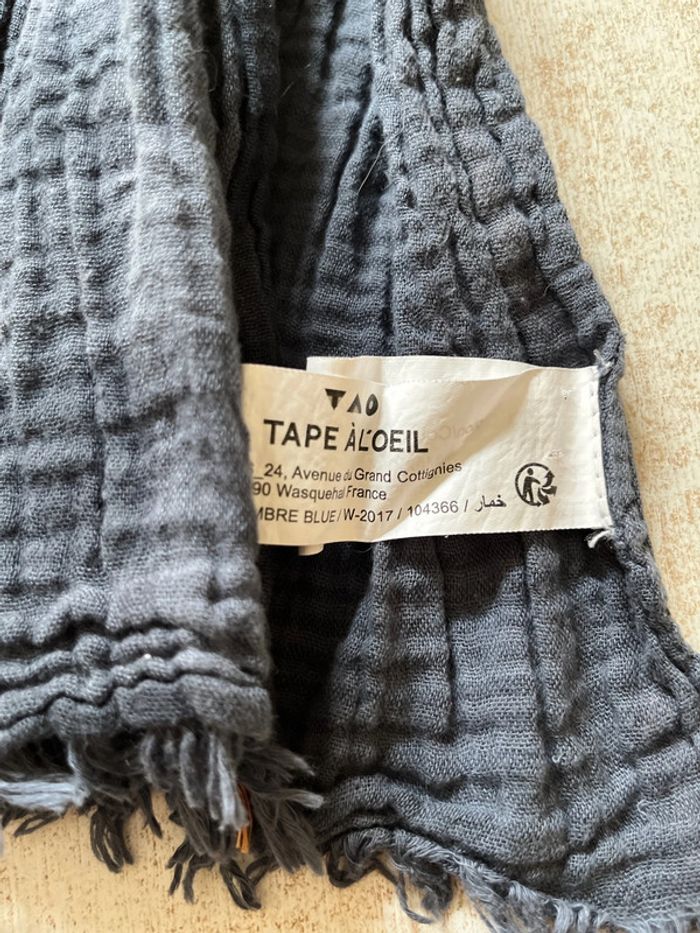 TAO
TAPE À L'OEIL
24, Avenue du Grand Cottignies
90 Wasquehal France
MBRE BLUE/W-2017 / 104366 / خمار